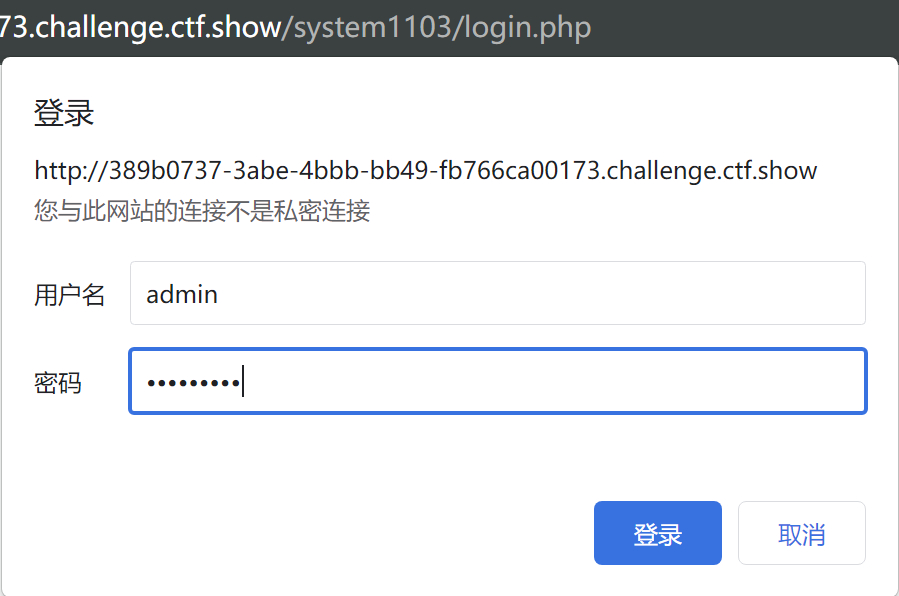 73.challenge.ctf.show/system1103/login.php
登录
http://389b0737-3abe-4bbb-bb49-fb766ca00173.challenge.ctf.show
您与此网站的连接不是私密连接
用户名 admin
密码 •••••••••
登录 取消